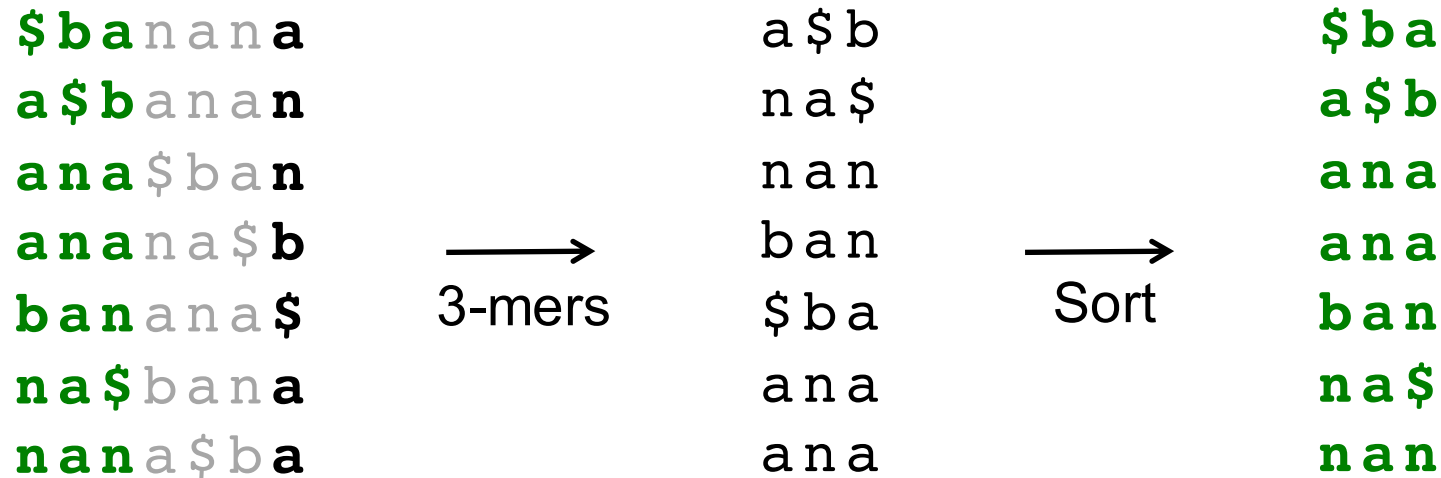 $banana a$b $ba
a$banan na$ a$b
ana$ban nan ana
anana$b ban ana
banana$ $ba ban
na$bana ana na$
nana$ba ana nan
3-mers Sort